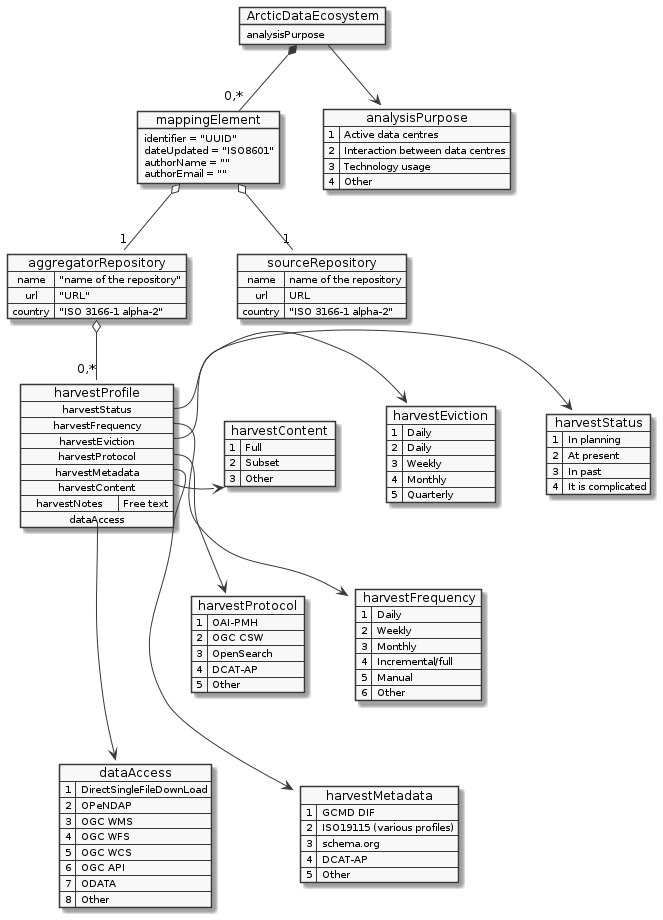 ArcticDataEcosystem
analysisPurpose
0,*
mappingElement
identifier = "UUID"
dateUpdated = "ISO8601"
authorName = ""
authorEmail = ""
analysisPurpose
1 Active data centres
2 Interaction between data centres
3 Technology usage
4 Other
1
1
aggregatorRepository
name "name of the repository"
url "URL"
country "ISO 3166-1 alpha-2"
sourceRepository
name name of the repository
url URL
country "ISO 3166-1 alpha-2"
0,*
harvestProfile
harvestStatus
harvestFrequency
harvestEviction
harvestProtocol
harvestMetadata
harvestContent
harvestNotes Free text
dataAccess
harvestContent
1 Full
2 Subset
3 Other
harvestEviction
1 Daily
2 Daily
3 Weekly
4 Monthly
5 Quarterly
harvestStatus
1 In planning
2 At present
3 In past
4 It is complicated
harvestProtocol
1 OAI-PMH
2 OGC CSW
3 OpenSearch
4 DCAT-AP
5 Other
harvestFrequency
1 Daily
2 Weekly
3 Monthly
4 Incremental/full
5 Manual
6 Other
dataAccess
1 DirectSingleFileDownLoad
2 OPeNDAP
3 OGC WMS
4 OGC WFS
5 OGC WCS
6 OGC API
7 ODATA
8 Other
harvestMetadata
1 GCMD DIF
2 ISO19115 (various profiles)
3 schema.org
4 DCAT-AP
5 Other